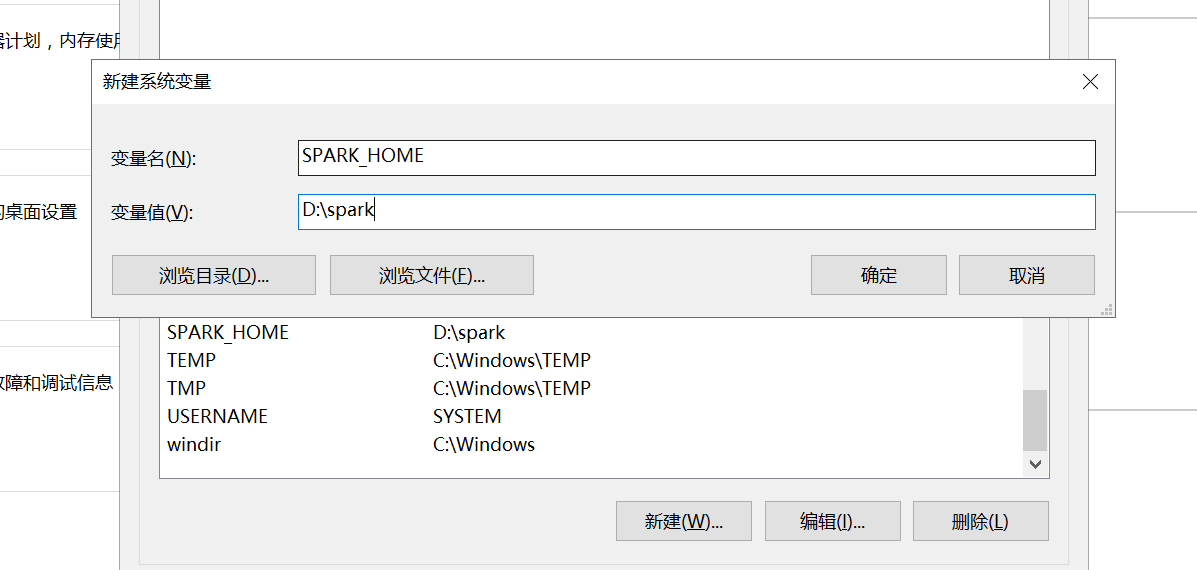 器计划，内存使用
新建系统变量
变量名(N):
SPARK_HOME
变量值(V):
D:\spark
的桌面设置
浏览目录(D)...
浏览文件(F)...
确定
取消
SPARK_HOME D:\spark
TEMP C:\Windows\TEMP
TMP C:\Windows\TEMP
故障和调试信息
USERNAME SYSTEM
windir C:\Windows
新建(W)...
编辑(I)...
删除(L)